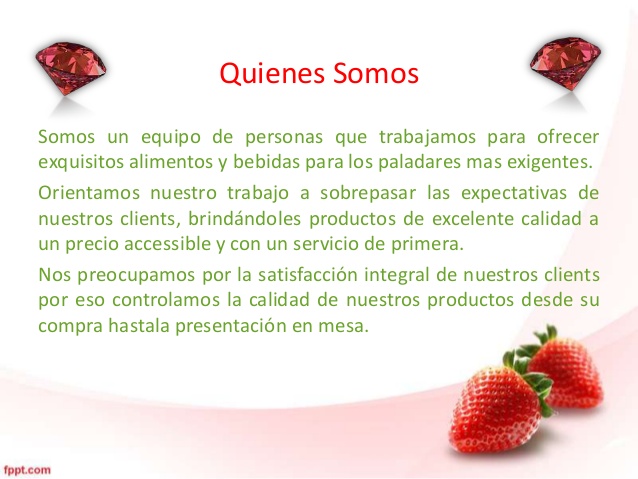 Quienes Somos
Somos un equipo de personas que trabajamos para ofrecer
exquisitos alimentos y bebidas para los paladares mas exigentes.
Orientamos nuestro trabajo a sobrepasar las expectativas de
nuestros clients, brindándoles productos de excelente calidad a
un precio accessible y con un servicio de primera.
Nos preocupamos por la satisfacción integral de nuestros clients
por eso controlamos la calidad de nuestros productos desde su
compra hastala presentación en mesa.
fppt.com